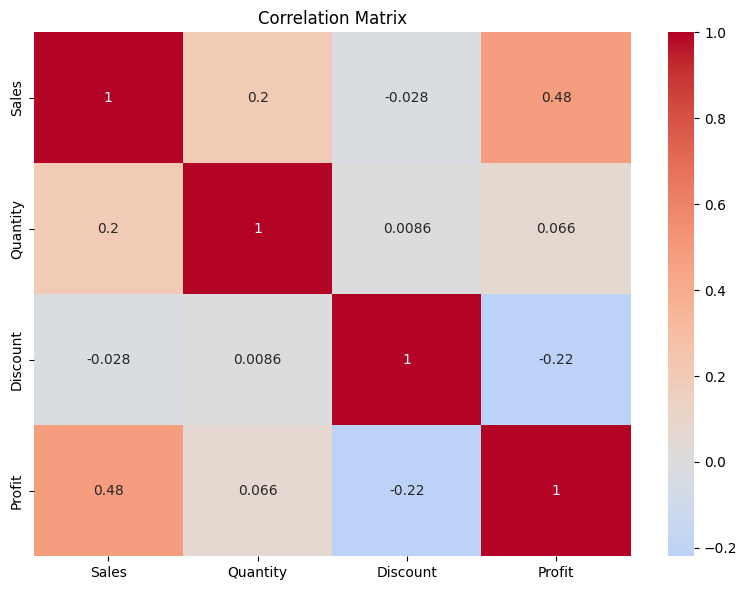 Correlation Matrix
Sales
1
0.2
-0.028
0.48
Quantity
0.2
1
0.0086
0.066
Discount
-0.028
0.0086
1
-0.22
Profit
0.48
0.066
-0.22
1
Sales
Quantity
Discount
Profit
1.0
0.8
0.6
0.4
0.2
0.0
−0.2